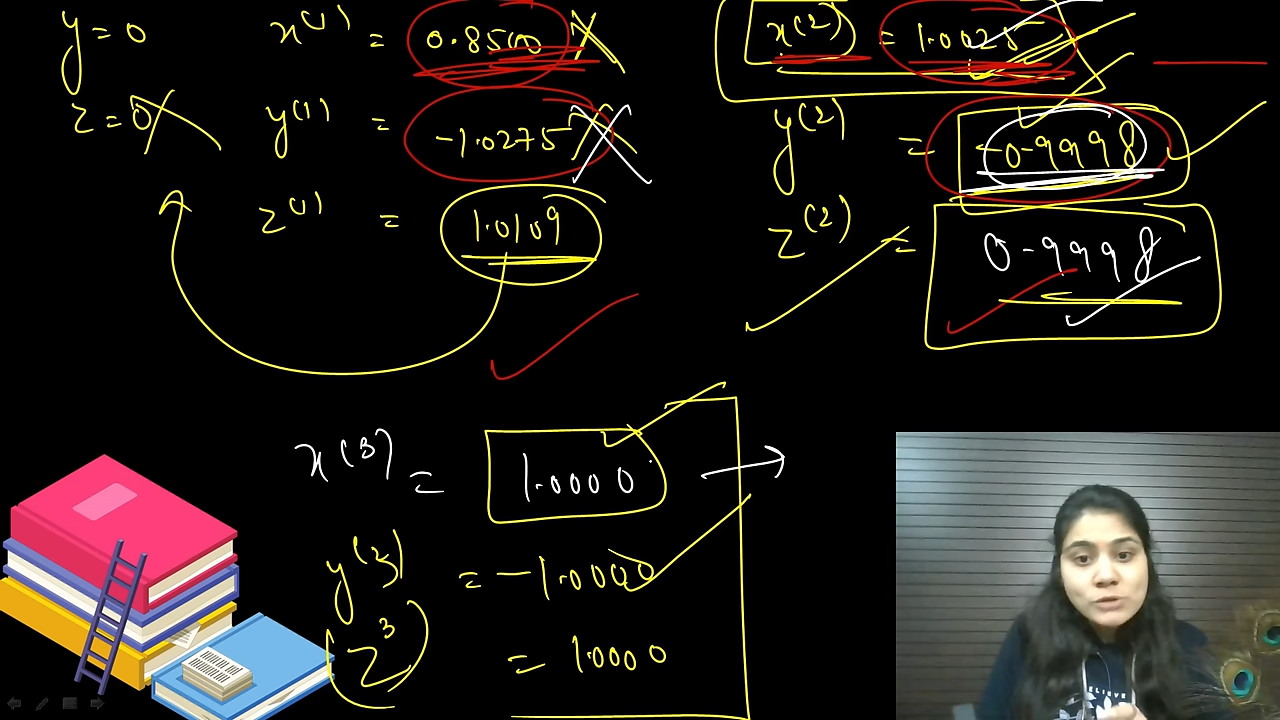 y = 0
z = 0
x(1) = 0.8500
y(1) = -1.0275
z(1) = 1.0109
x(2) = 1.0025
y(2) = -0.9998
z(2) = 0.9998
x(3) = 1.0000
y(3) = -1.0000
z3 = 1.0000
BELIEVE